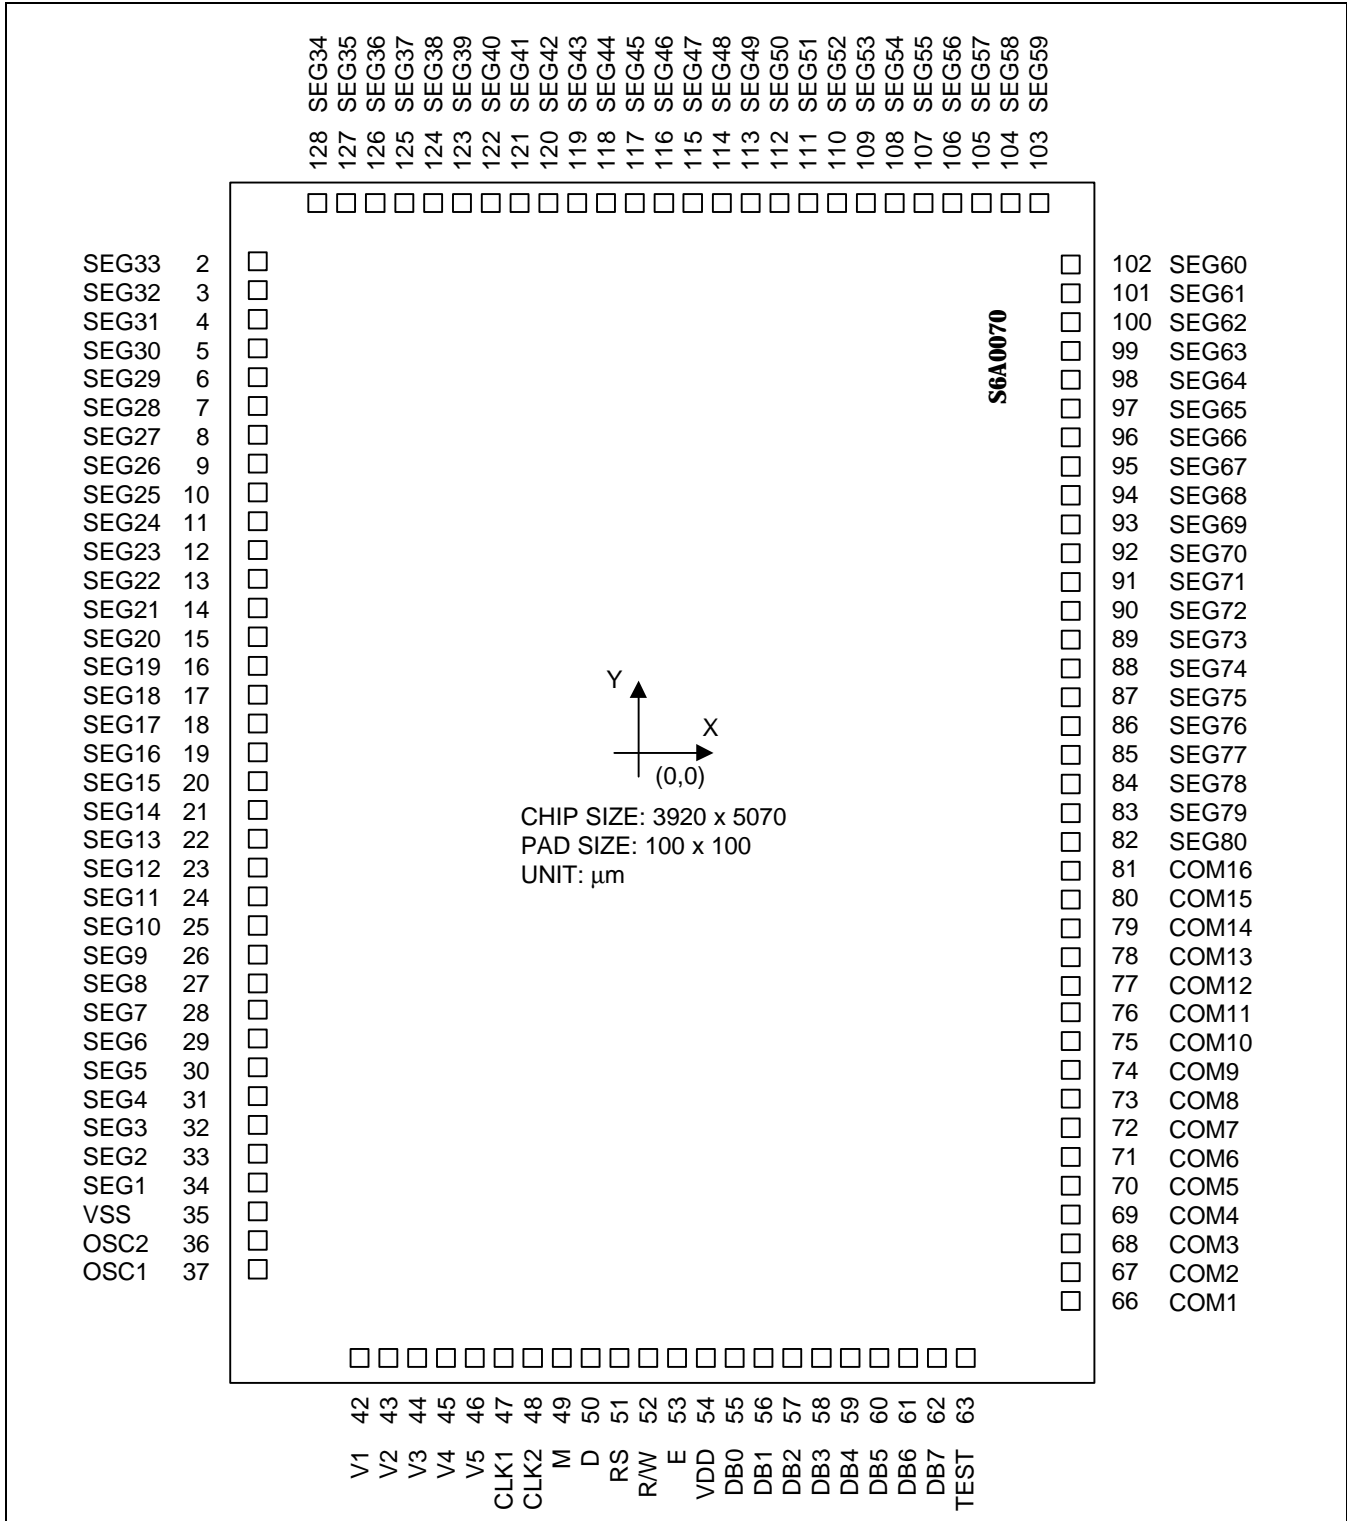 128 SEG34
127 SEG35
126 SEG36
125 SEG37
124 SEG38
123 SEG39
122 SEG40
121 SEG41
120 SEG42
119 SEG43
118 SEG44
117 SEG45
116 SEG46
115 SEG47
114 SEG48
113 SEG49
112 SEG50
111 SEG51
110 SEG52
109 SEG53
108 SEG54
107 SEG55
106 SEG56
105 SEG57
104 SEG58
103 SEG59
SEG33 2
SEG32 3
SEG31 4
SEG30 5
SEG29 6
SEG28 7
SEG27 8
SEG26 9
SEG25 10
SEG24 11
SEG23 12
SEG22 13
SEG21 14
SEG20 15
SEG19 16
SEG18 17
SEG17 18
SEG16 19
SEG15 20
SEG14 21
SEG13 22
SEG12 23
SEG11 24
SEG10 25
SEG9 26
SEG8 27
SEG7 28
SEG6 29
SEG5 30
SEG4 31
SEG3 32
SEG2 33
SEG1 34
VSS 35
OSC2 36
OSC1 37
S6A0070
Y
X
(0,0)
CHIP SIZE: 3920 x 5070
PAD SIZE: 100 x 100
UNIT: µm
102 SEG60
101 SEG61
100 SEG62
99 SEG63
98 SEG64
97 SEG65
96 SEG66
95 SEG67
94 SEG68
93 SEG69
92 SEG70
91 SEG71
90 SEG72
89 SEG73
88 SEG74
87 SEG75
86 SEG76
85 SEG77
84 SEG78
83 SEG79
82 SEG80
81 COM16
80 COM15
79 COM14
78 COM13
77 COM12
76 COM11
75 COM10
74 COM9
73 COM8
72 COM7
71 COM6
70 COM5
69 COM4
68 COM3
67 COM2
66 COM1
V1 42
V2 43
V3 44
V4 45
V5 46
CLK1 47
CLK2 48
M 49
D 50
RS 51
R/W 52
E 53
VDD 54
DB0 55
DB1 56
DB2 57
DB3 58
DB4 59
DB5 60
DB6 61
DB7 62
TEST 63